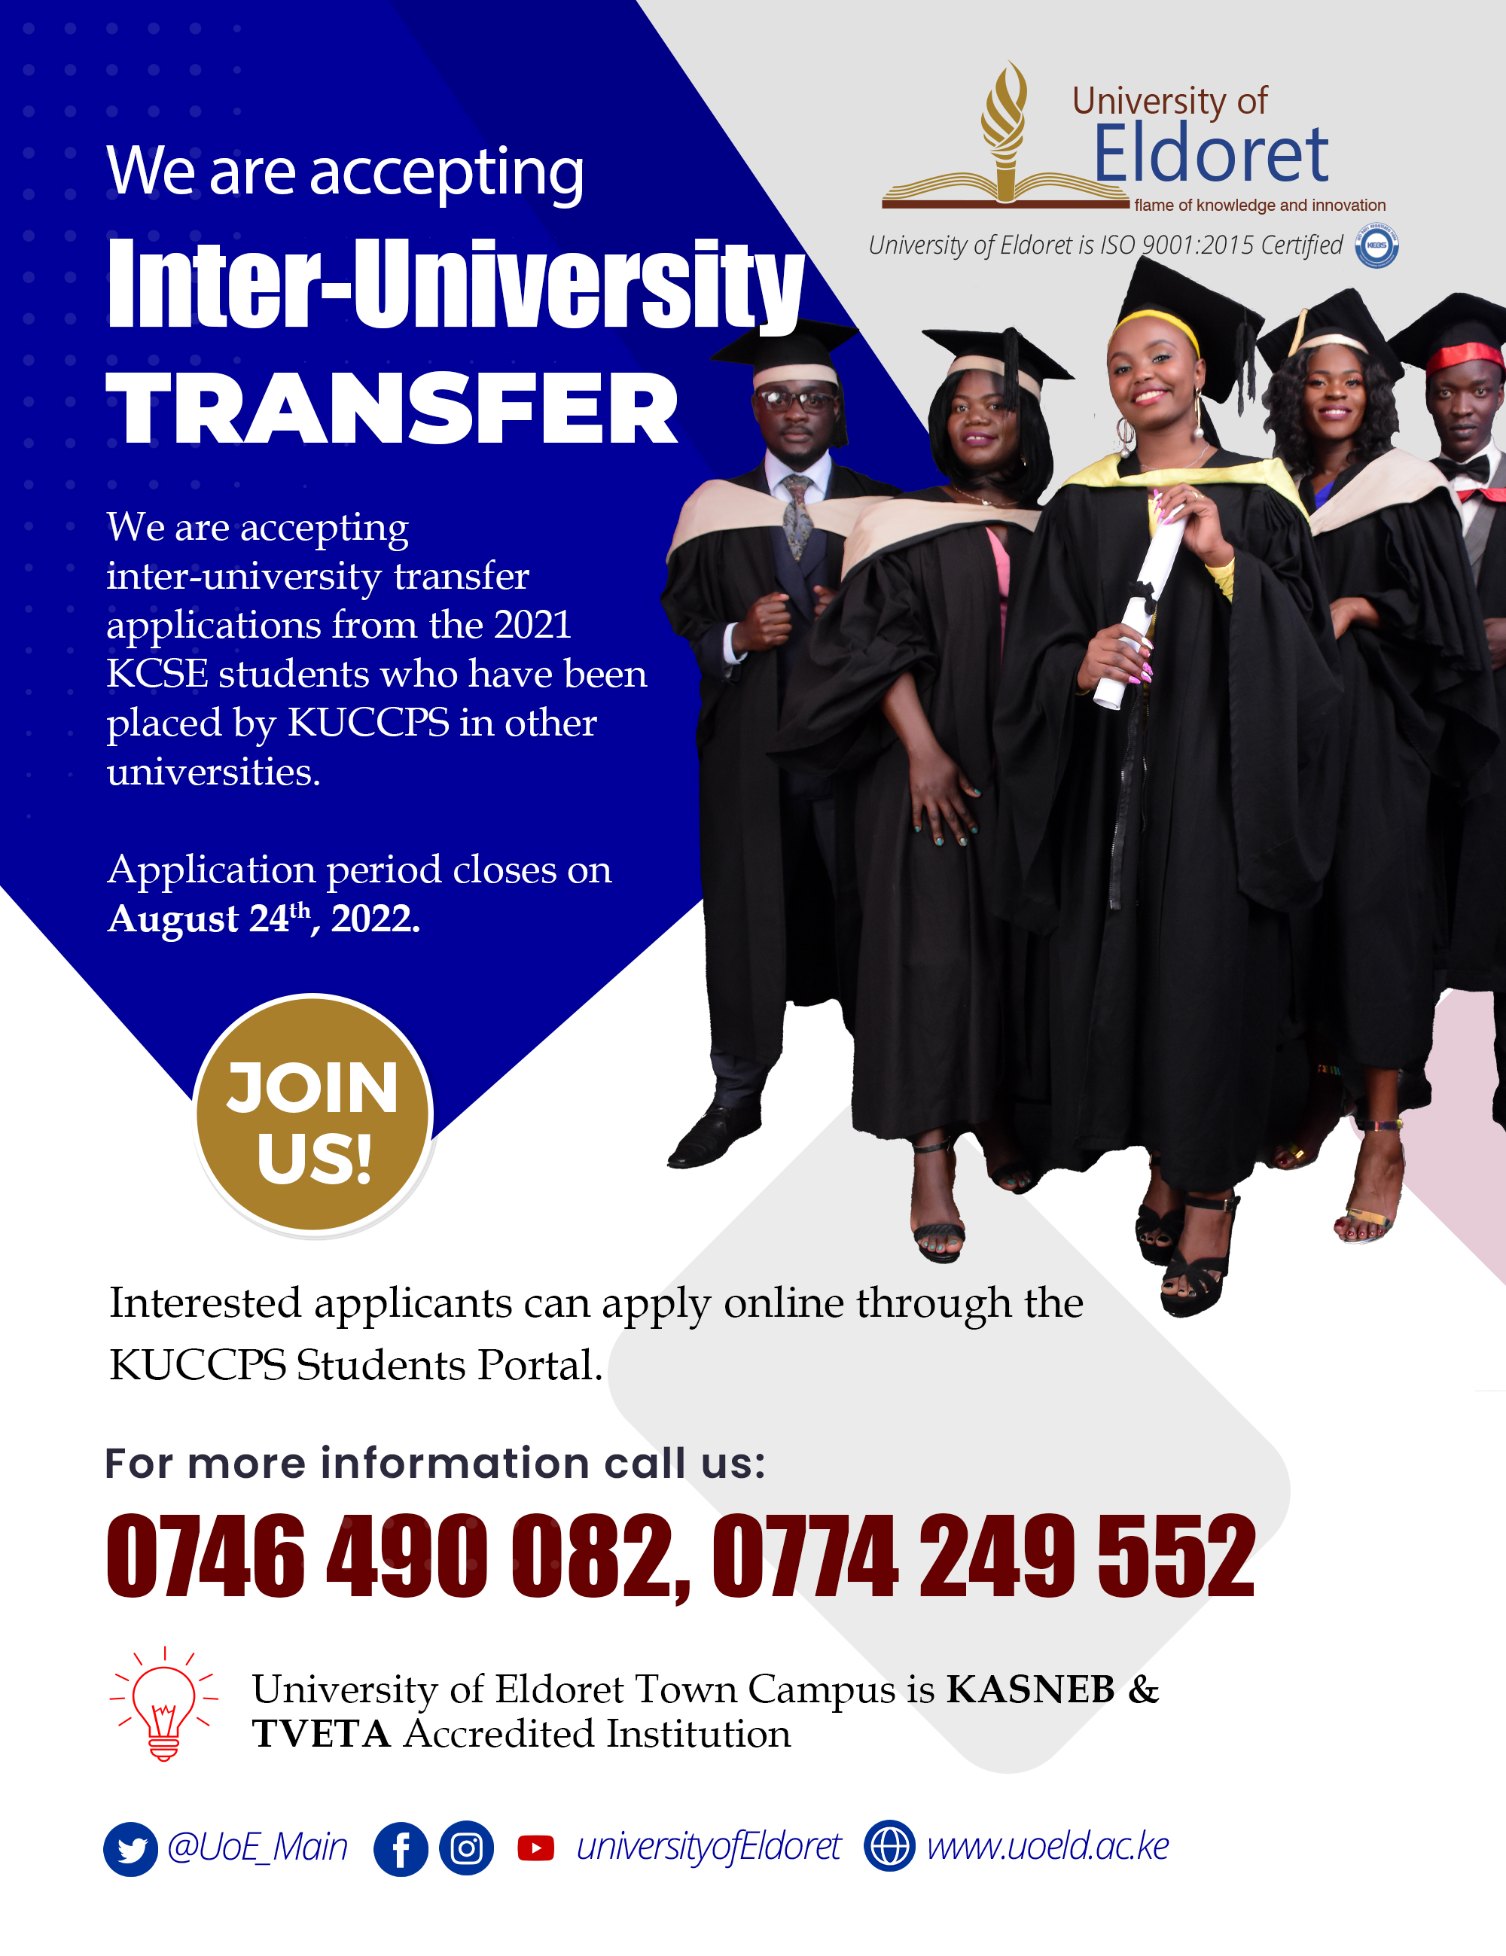 University of
Eldoret
flame of knowledge and innovation
University of Eldoret is ISO 9001:2015 Certified
KEBS
We are accepting
Inter-University
TRANSFER
We are accepting
inter-university transfer
applications from the 2021
KCSE students who have been
placed by KUCCPS in other
universities.
Application period closes on
August 24th, 2022.
JOIN
US!
Interested applicants can apply online through the
KUCCPS Students Portal.
For more information call us:
0746 490 082, 0774 249 552
University of Eldoret Town Campus is KASNEB &
TVETA Accredited Institution
@UoE_Main universityofEldoret www.uoeld.ac.ke